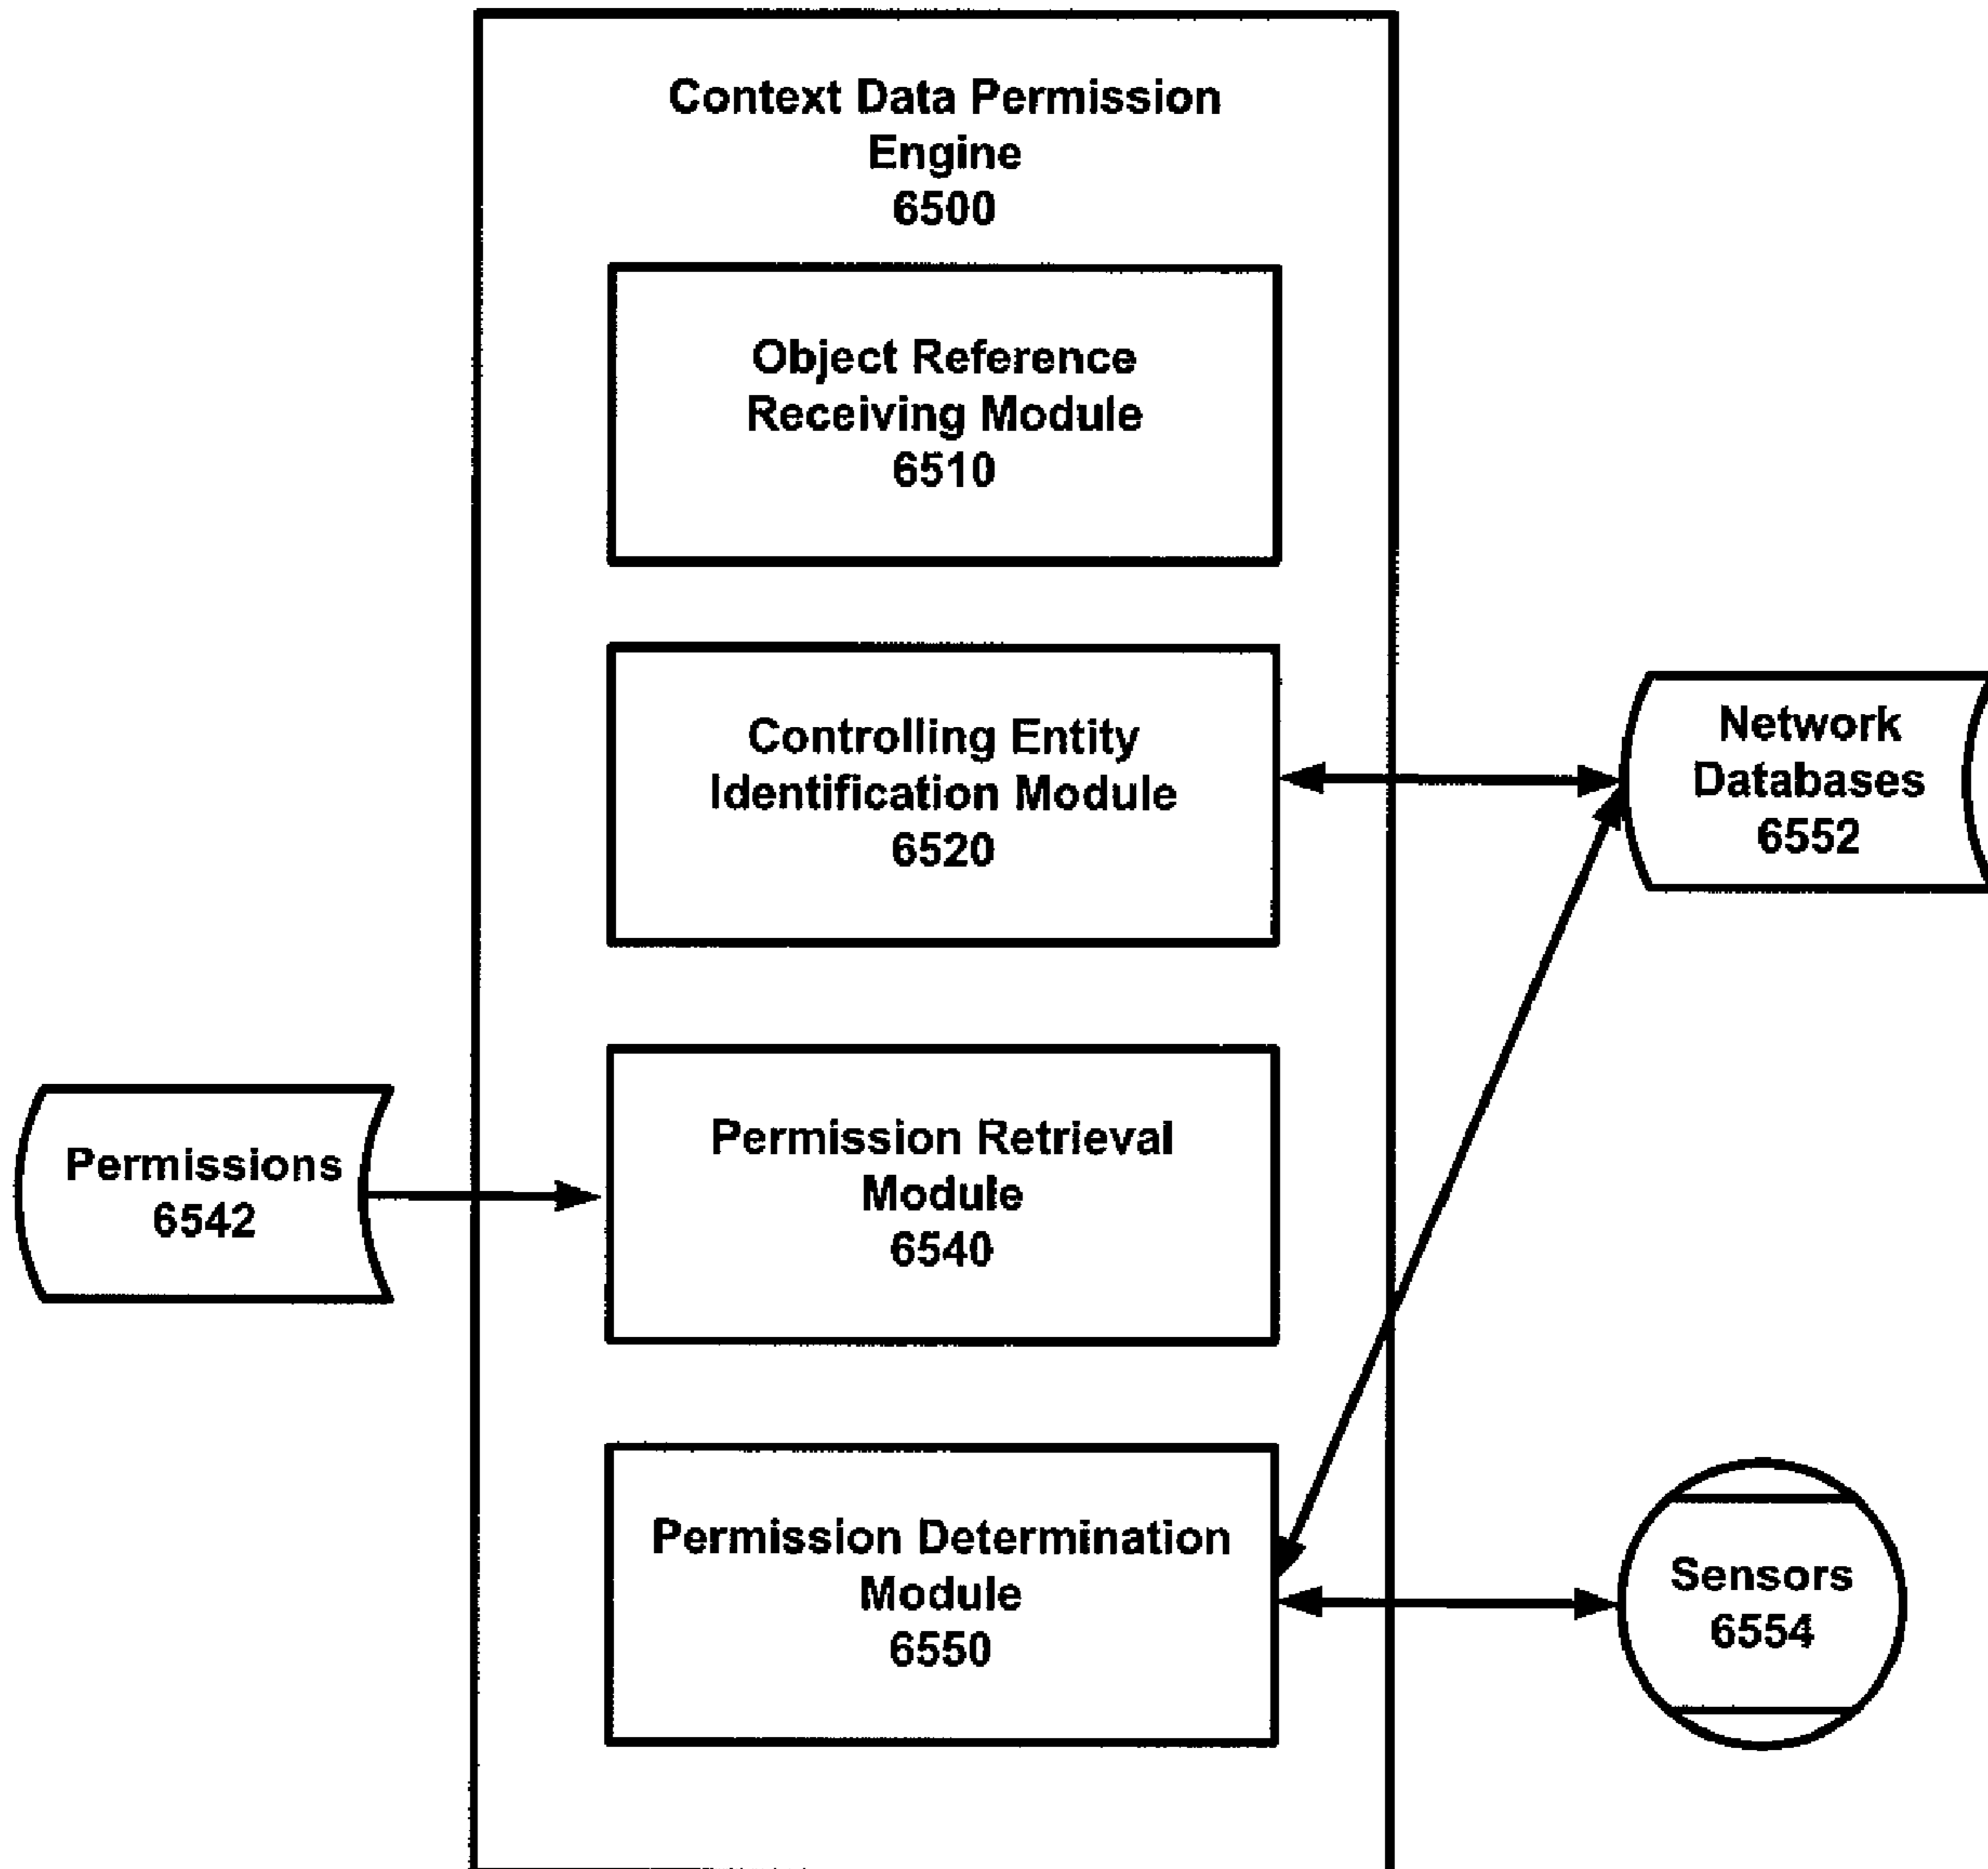 Context Data Permission
Engine
6500
Object Reference
Receiving Module
6510
Controlling Entity
Identification Module
6520
Network
Databases
6552
Permissions
6542
Permission Retrieval
Module
6540
Permission Determination
Module
6550
Sensors
6554